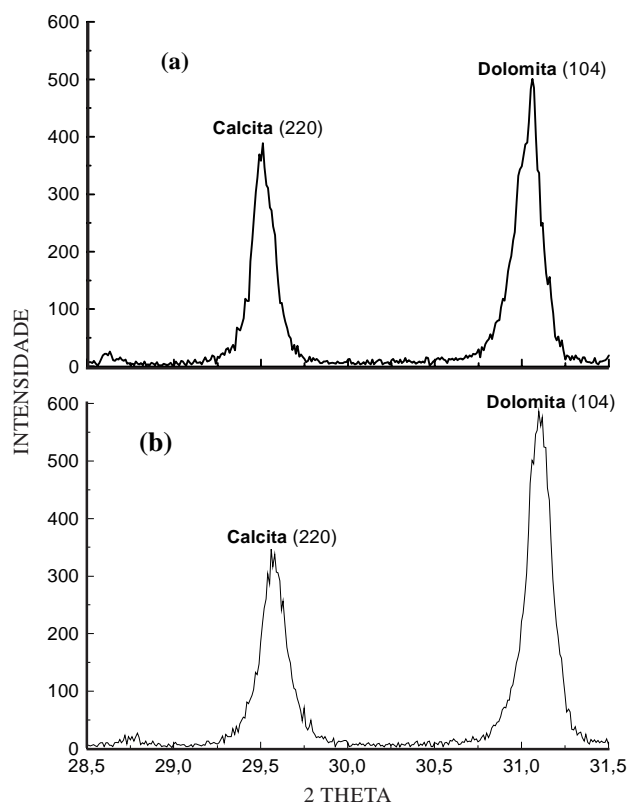 600
(a)
Dolomita (104)
500
Calcita (220)
400
300
200
100
0
INTENSIDADE
600
Dolomita (104)
(b)
500
Calcita (220)
400
300
200
100
0
28,5 29,0 29,5 30,0 30,5 31,0 31,5
2 THETA